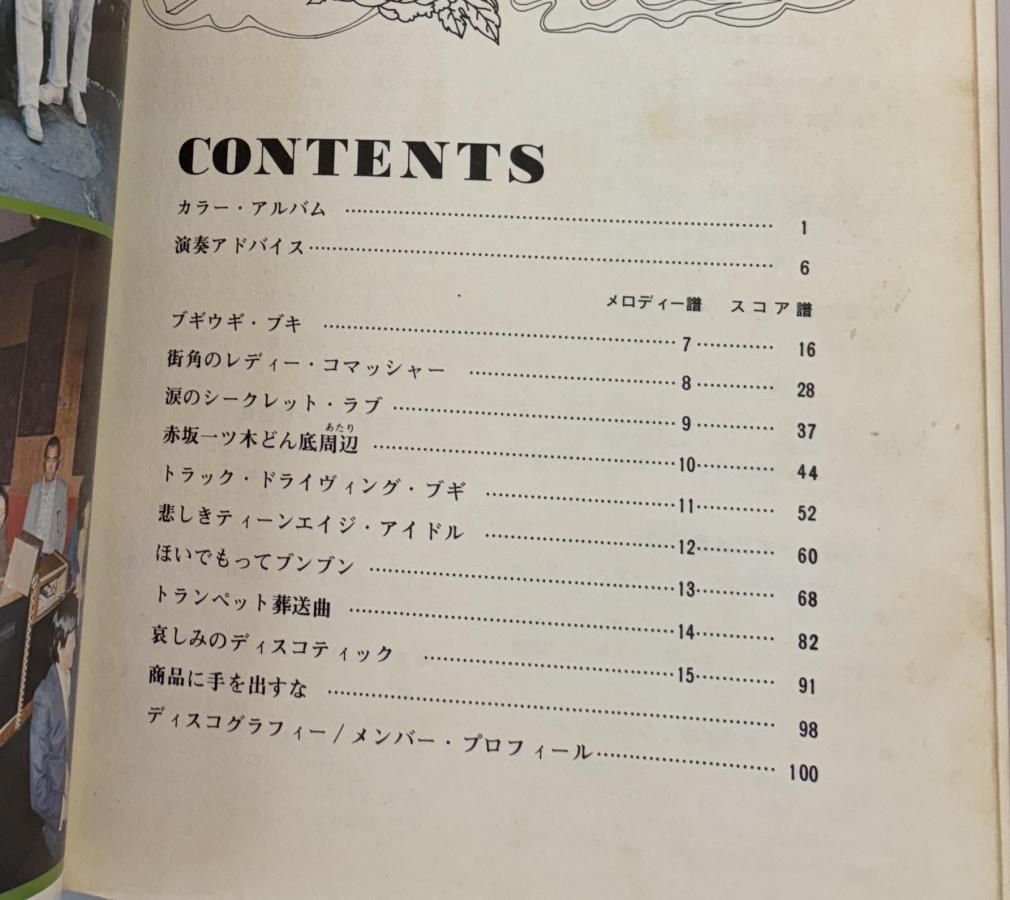 CONTENTS
カラー・アルバム ……… 1
演奏アドバイス ……… 6
メロディー譜 スコア譜
ブギウギ・ブキ ……… 7 ……… 16
街角のレディー・コマッシャー ……… 8 ……… 28
涙のシークレット・ラブ ……… 9 ……… 37
あたり
赤坂一ツ木どん底周辺 ……… 10 ……… 44
トラック・ドライヴィング・ブギ ……… 11 ……… 52
悲しきティーンエイジ・アイドル ……… 12 ……… 60
ほいでもってブンブン ……… 13 ……… 68
トランペット葬送曲 ……… 14 ……… 82
哀しみのディスコティック ……… 15 ……… 91
商品に手を出すな ……… 98
ディスコグラフィー/メンバー・プロフィール ……… 100